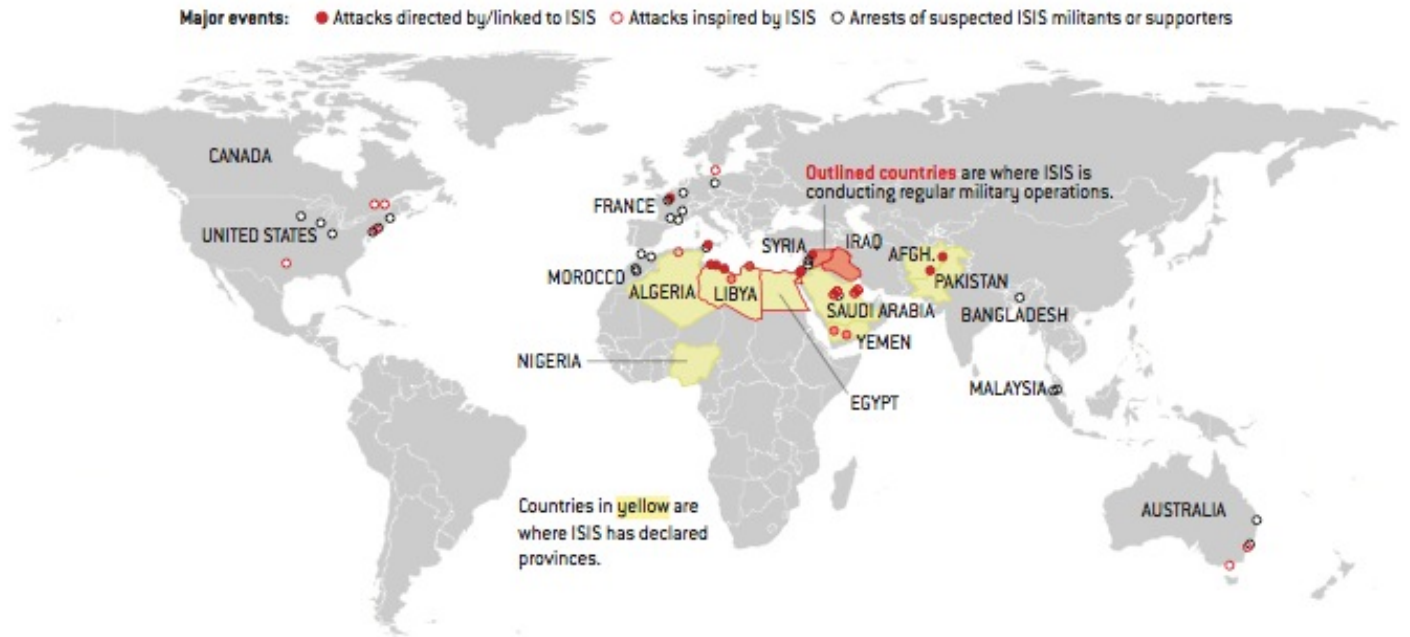 Major events: Attacks directed by/linked to ISIS Attacks inspired by ISIS Arrests of suspected ISIS militants or supporters
CANADA
Outlined countries are where ISIS is
conducting regular military operations.
FRANCE
UNITED STATES
SYRIA
IRAQ
AFGH.
MOROCCO
PAKISTAN
ALGERIA
LIBYA
SAUDI ARABIA
BANGLADESH
YEMEN
NIGERIA
MALAYSIA
EGYPT
Countries in yellow are
where ISIS has declared
provinces.
AUSTRALIA